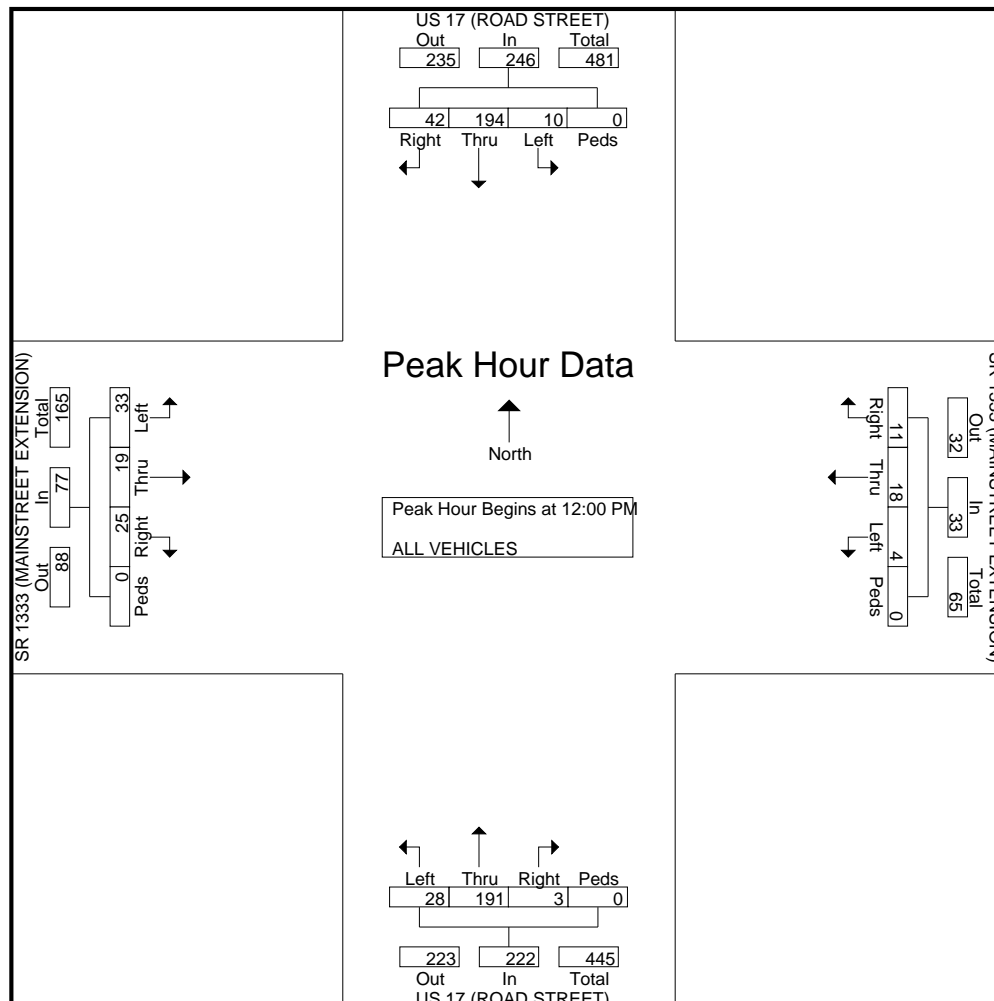 US 17 (ROAD STREET)
Out In Total
235 246 481
42 194 10 0
Right Thru Left Peds
Peak Hour Data
North
Peak Hour Begins at 12:00 PM
ALL VEHICLES
SR 1333 (MAINSTREET EXTENSION)
Out In Total
88 77 165
33 19 25 0
Left Thru Right Peds
SR 1333 (MAINSTREET EXTENSION)
Out In Total
32 33 65
11 18 4 0
Right Thru Left Peds
Left Thru Right Peds
28 191 3 0
223 222 445
Out In Total
US 17 (ROAD STREET)